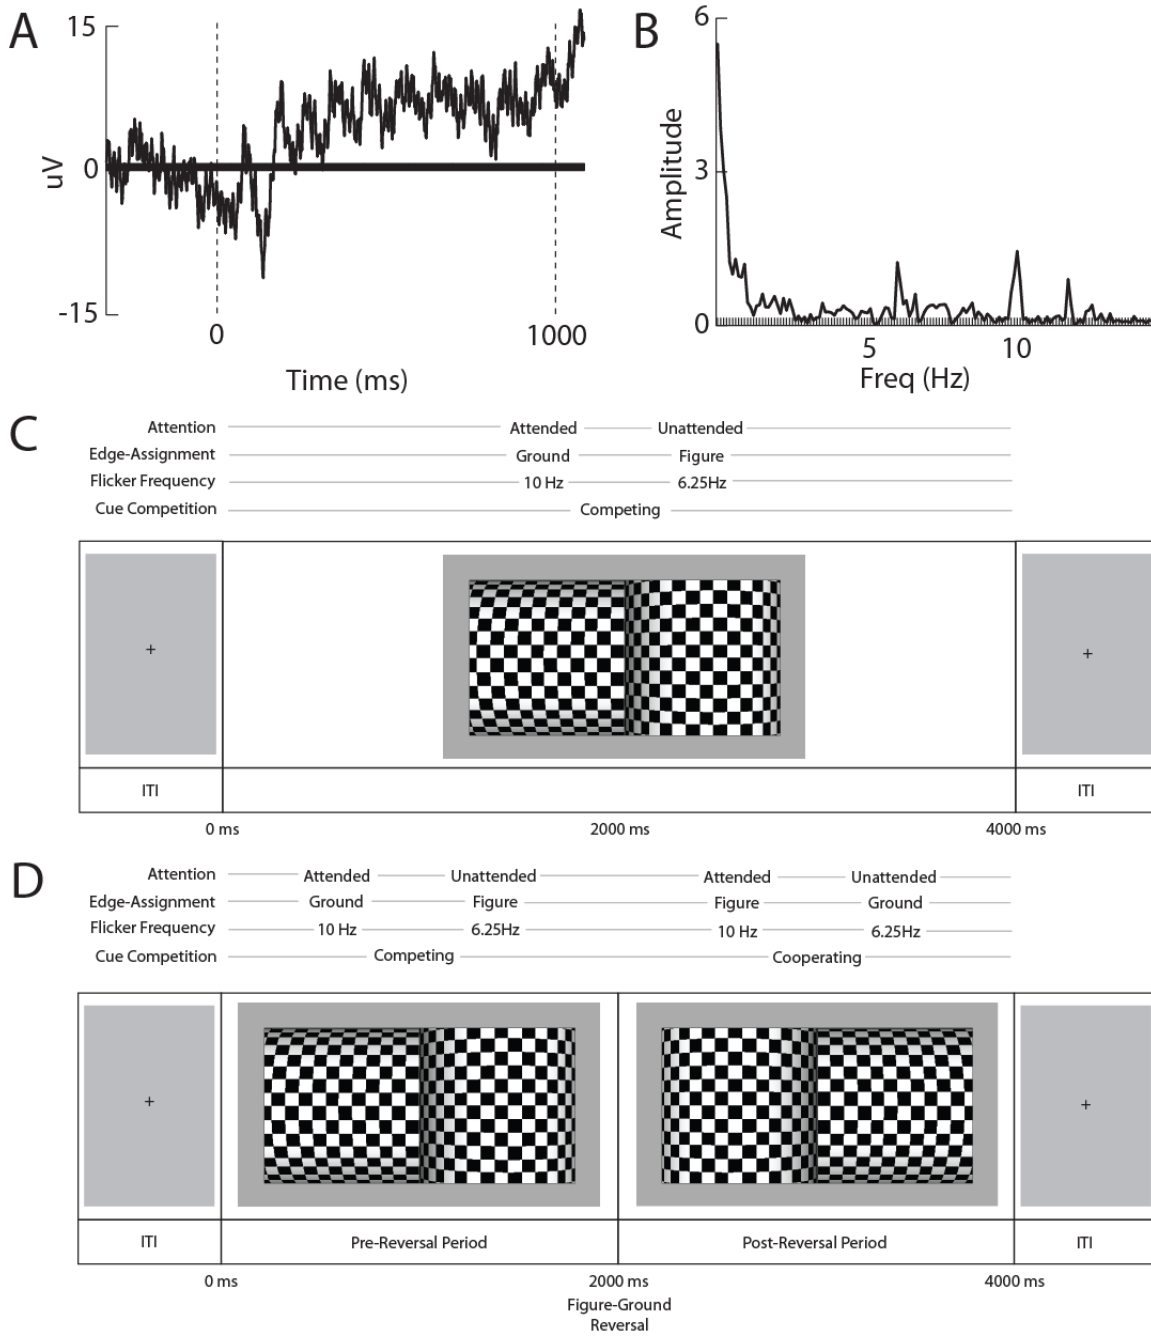 A
15
0
-15
uV
0 1000
Time (ms)
B
6
3
0
Amplitude
5 10
Freq (Hz)
C
Attention Attended Unattended
Edge-Assignment Ground Figure
Flicker Frequency 10 Hz 6.25Hz
Cue Competition Competing
+ +
ITI ITI
0 ms 2000 ms 4000 ms
D
Attention Attended Unattended Attended Unattended
Edge-Assignment Ground Figure Figure Ground
Flicker Frequency 10 Hz 6.25Hz 10 Hz 6.25Hz
Cue Competition Competing Cooperating
+ +
ITI Pre-Reversal Period Post-Reversal Period ITI
0 ms 2000 ms 4000 ms
Figure-Ground
Reversal